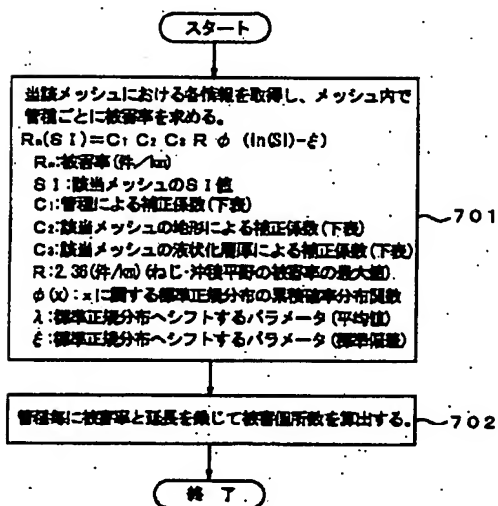 スタート
当該メッシュにおける各情報を取得し、メッシュ内で
管種ごとに被害率を求める。
Rm(SI)=C1 C2 C3 R φ (ln(SI)-ξ)
Rm:被害率(件/km)
SI:該当メッシュのSI値
C1:管種による補正係数(下表)
C2:該当メッシュの地形による補正係数(下表)
C3:該当メッシュの液状化層厚による補正係数(下表)
R:2.36(件/km)(ねじ・沖積平野の被害率の最大値)
φ(x):xに関する標準正規分布の累積確率分布関数
λ:標準正規分布へシフトするパラメータ(平均値)
ξ:標準正規分布へシフトするパラメータ(標準偏差)
701
管種毎に被害率と延長を乗じて被害個所数を算出する。
702
終了